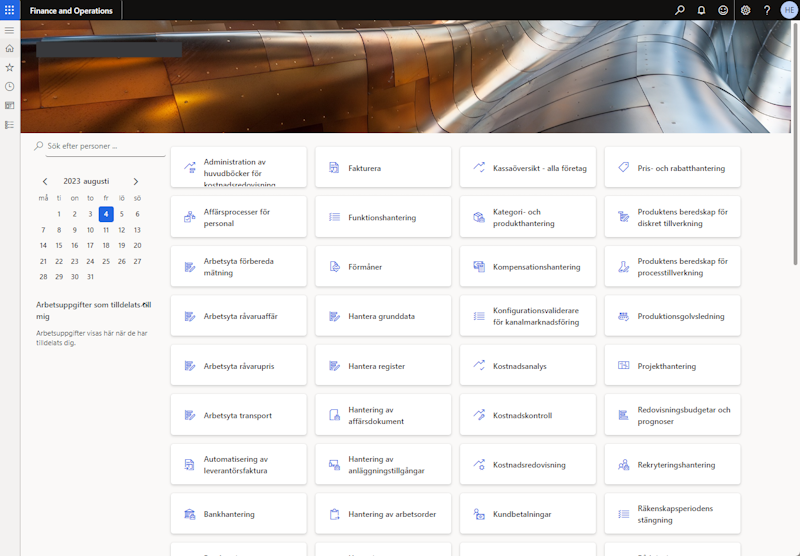 Finance and Operations
HE
Sök efter personer ...
2023 augusti
må ti on to fr lö sö
1 2 3 4 5 6
7 8 9 10 11 12 13
14 15 16 17 18 19 20
21 22 23 24 25 26 27
28 29 30 31
Arbetsuppgifter som tilldelats till
mig
Arbetsuppgifter visas här när de har
tilldelats dig.
Administration av
huvudböcker för
kostnadsredovisning
Fakturera
Kassaöversikt - alla företag
Pris- och rabatthantering
Affärsprocesser för
personal
Funktionshantering
Kategori- och
produkthantering
Produktens beredskap för
diskret tillverkning
Arbetsyta förbereda
mätning
Förmåner
Kompensationshantering
Produktens beredskap för
processtillverkning
Arbetsyta råvaruaffär
Hantera grunddata
Konfigurationsvaliderare
för kanalmarknadsföring
Produktionsgolvsledning
Arbetsyta råvarupris
Hantera register
Kostnadsanalys
Projekthantering
Arbetsyta transport
Hantering av
affärsdokument
Kostnadskontroll
Redovisningsbudgetar och
prognoser
Automatisering av
leverantörsfaktura
Hantering av
anläggningstillgångar
Kostnadsredovisning
Rekryteringshantering
Bankhantering
Hantering av arbetsorder
Kundbetalningar
Räkenskapsperiodens
stängning